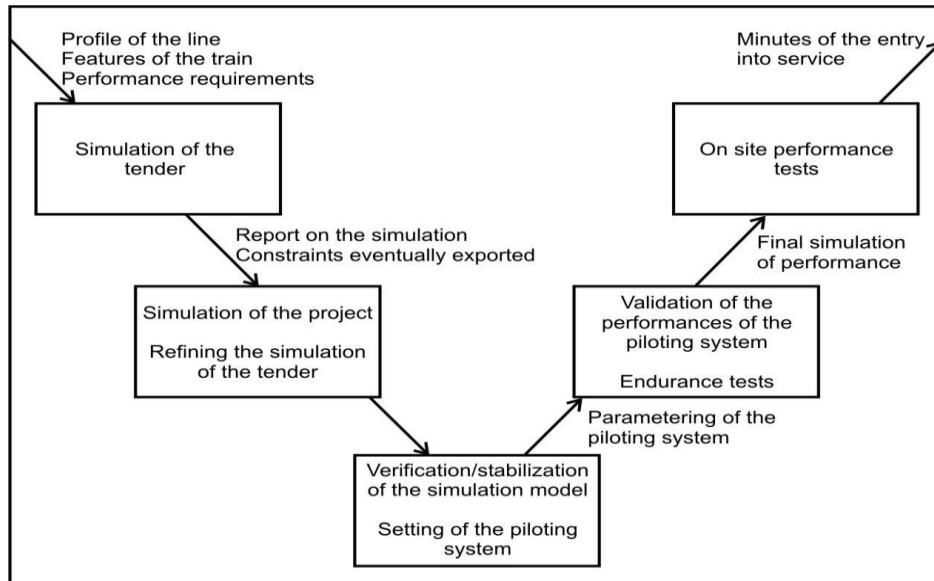 Profile of the line
Features of the train
Performance requirements
Simulation of the
tender
Report on the simulation
Constraints eventually exported
Simulation of the project
Refining the simulation
of the tender
Verification/stabilization
of the simulation model
Setting of the piloting
system
Parametering of the
piloting system
Validation of the
performances of the
piloting system
Endurance tests
Final simulation
of performance
On site performance
tests
Minutes of the entry
into service